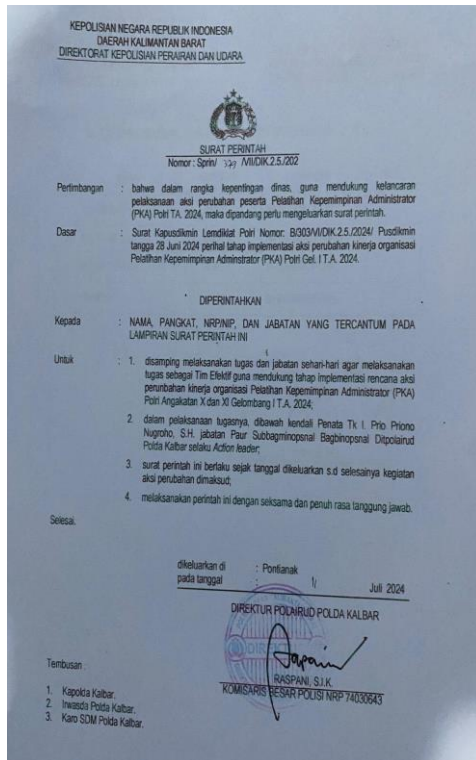 KEPOLISIAN NEGARA REPUBLIK INDONESIA
DAERAH KALIMANTAN BARAT
DIREKTORAT KEPOLISIAN PERAIRAN DAN UDARA
SURAT PERINTAH
Nomor : Sprin/ /VII/DIK.2.5./202
Pertimbangan : bahwa dalam rangka kepentingan dinas, guna mendukung kelancaran
pelaksanaan aksi perubahan peserta Pelatihan Kepemimpinan Administrator
(PKA) Polri TA. 2024, maka dipandang perlu mengeluarkan surat perintah.
Dasar : Surat Kapusdikmin Lemdiklat Polri Nomor: B/303/VI/DIK.2.5./2024/ Pusdikmin
tangga 28 Juni 2024 perihal tahap implementasi aksi perubahan kinerja organisasi
Pelatihan Kepemimpinan Adminstrator (PKA) Polri Gel. I T.A. 2024.
DIPERINTAHKAN
Kepada : NAMA, PANGKAT, NRP/NIP, DAN JABATAN YANG TERCANTUM PADA
LAMPIRAN SURAT PERINTAH INI
Untuk : 1. disamping melaksanakan tugas dan jabatan sehari-hari agar melaksanakan
tugas sebagai Tim Efektif guna mendukung tahap implementasi rencana aksi
perunbahan kinerja organisasi Pelatihan Kepemimpinan Administrator (PKA)
Polri Angakatan X dan XI Gelombang I T.A. 2024;
2. dalam pelaksanaan tugasnya, dibawah kendali Penata Tk I. Prio Priono
Nugroho, S.H. jabatan Paur Subbagminopsnal Bagbinopsnal Ditpolairud
Polda Kalbar selaku Action leader;
3. surat perintah ini berlaku sejak tanggal dikeluarkan s.d selesainya kegiatan
aksi perubahan dimaksud;
4. melaksanakan perintah ini dengan seksama dan penuh rasa tanggung jawab.
Selesai.
dikeluarkan di : Pontianak
pada tanggal : 1/ Juli 2024
DIREKTUR POLAIRUD POLDA KALBAR
RASPANI, S.I.K.
KOMISARIS BESAR POLISI NRP 74030643
Tembusan :
1. Kapolda Kalbar.
2. Irwasda Polda Kalbar.
3. Karo SDM Polda Kalbar.